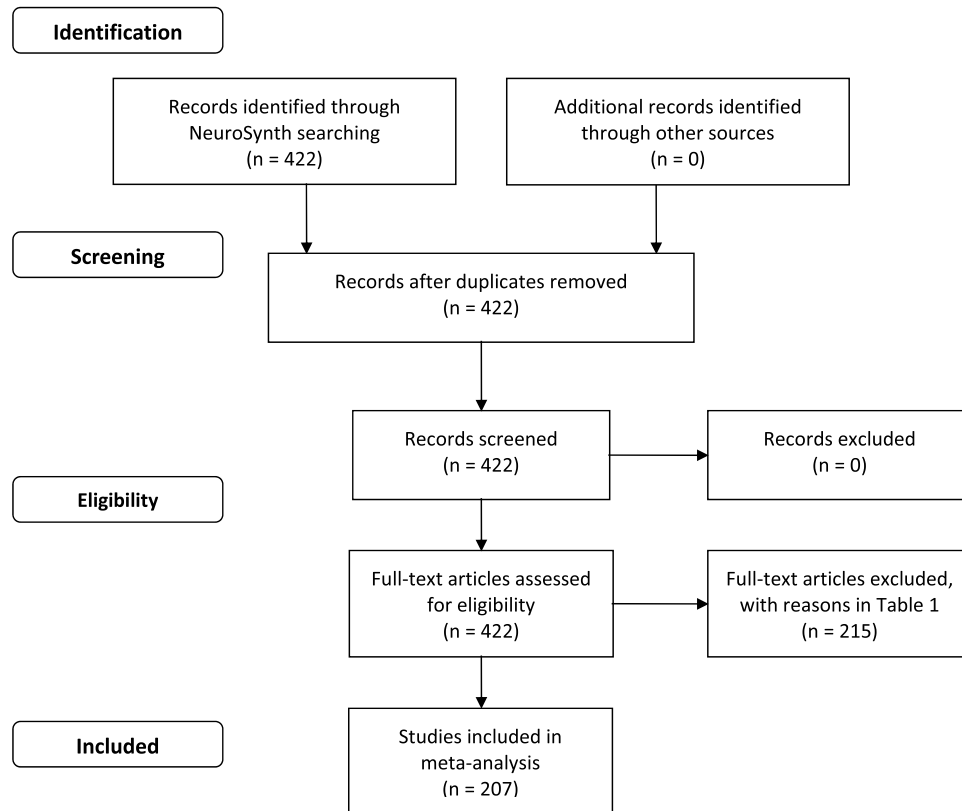 Identification
Records identified through
NeuroSynth searching
(n = 422)
Additional records identified
through other sources
(n = 0)
Screening
Records after duplicates removed
(n = 422)
Records screened
(n = 422)
Records excluded
(n = 0)
Eligibility
Full-text articles assessed
for eligibility
(n = 422)
Full-text articles excluded,
with reasons in Table 1
(n = 215)
Included
Studies included in
meta-analysis
(n = 207)